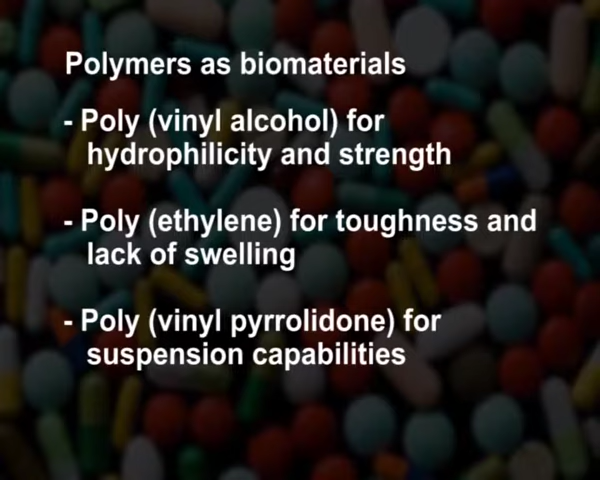 Polymers as biomaterials
- Poly (vinyl alcohol) for
hydrophilicity and strength
- Poly (ethylene) for toughness and
lack of swelling
- Poly (vinyl pyrrolidone) for
suspension capabilities